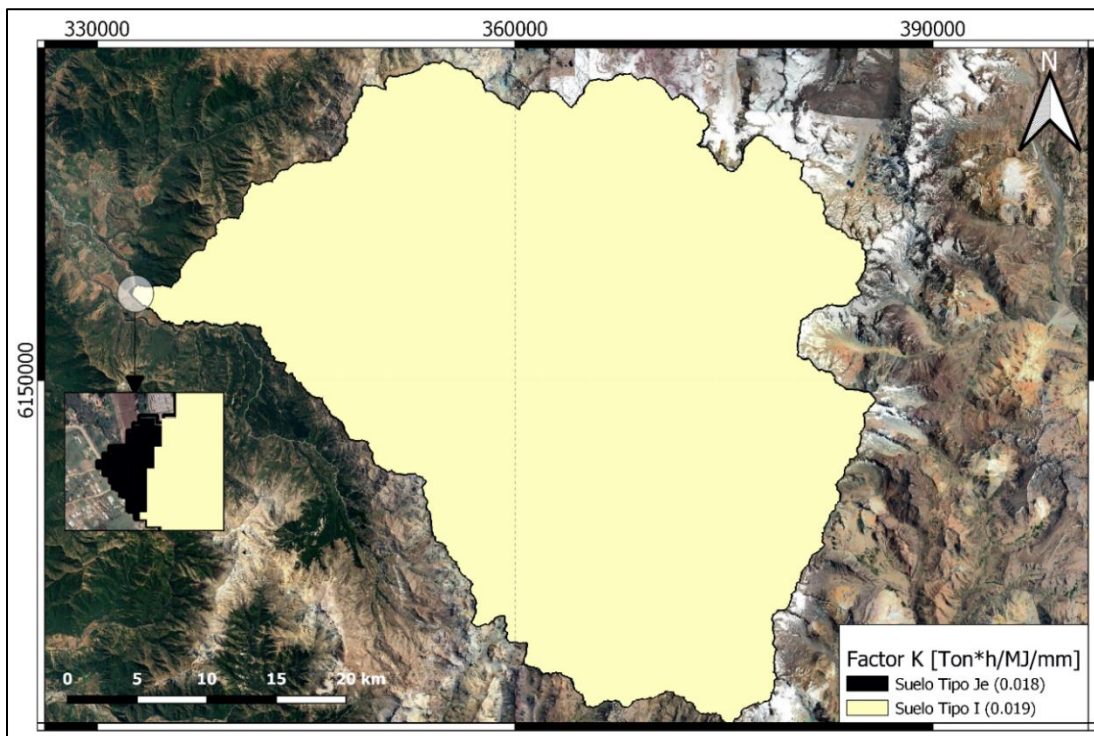 330000 360000 390000
N
6150000
0 5 10 15 20 km
Factor K [Ton*h/MJ/mm]
Suelo Tipo Je (0.018)
Suelo Tipo I (0.019)